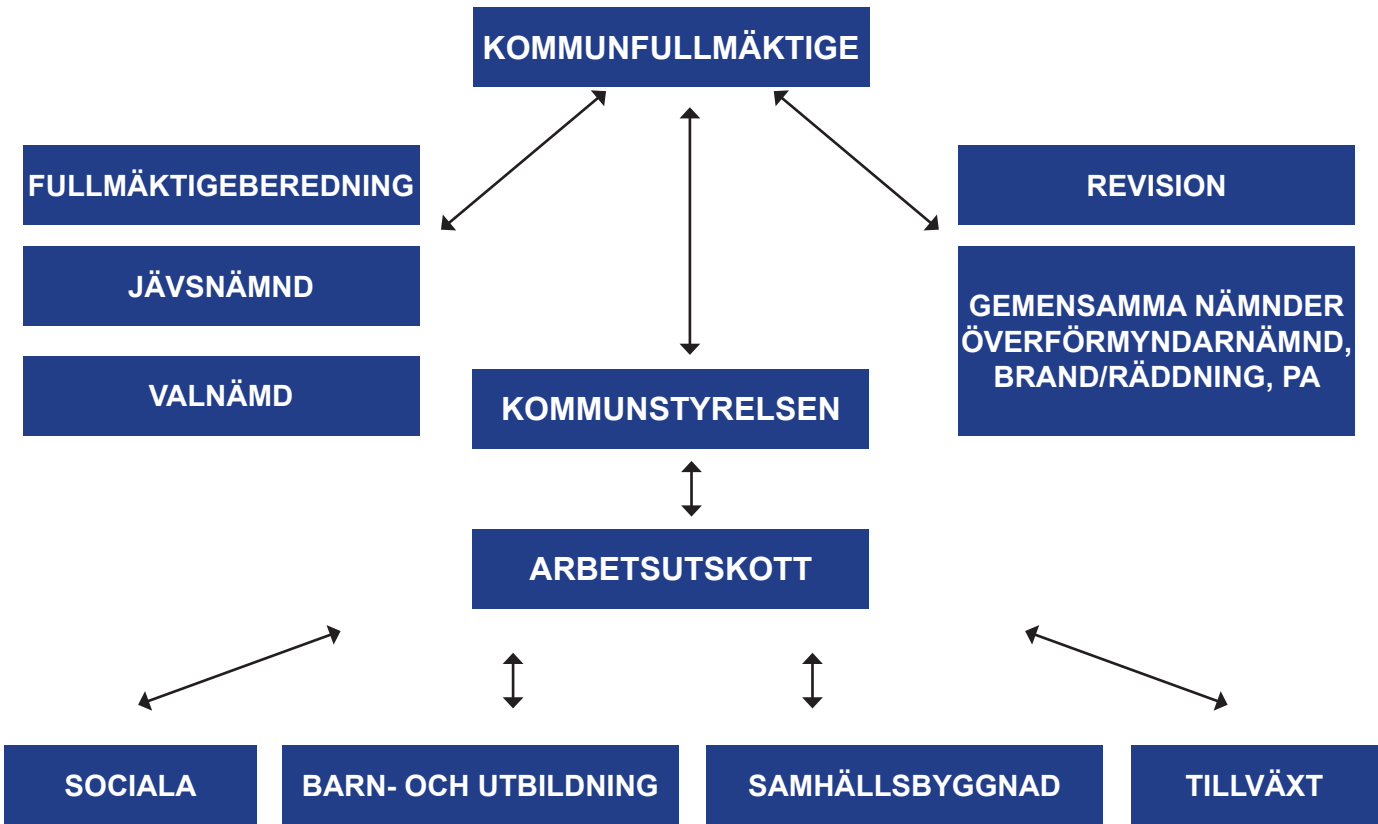 KOMMUNFULLMÄKTIGE
FULLMÄKTIGEBEREDNING
JÄVSNÄMND
VALNÄMD
REVISION
GEMENSAMMA NÄMNDER
ÖVERFÖRMYNDARNÄMND,
BRAND/RÄDDNING, PA
KOMMUNSTYRELSEN
ARBETSUTSKOTT
SOCIALA
BARN- OCH UTBILDNING
SAMHÄLLSBYGGNAD
TILLVÄXT